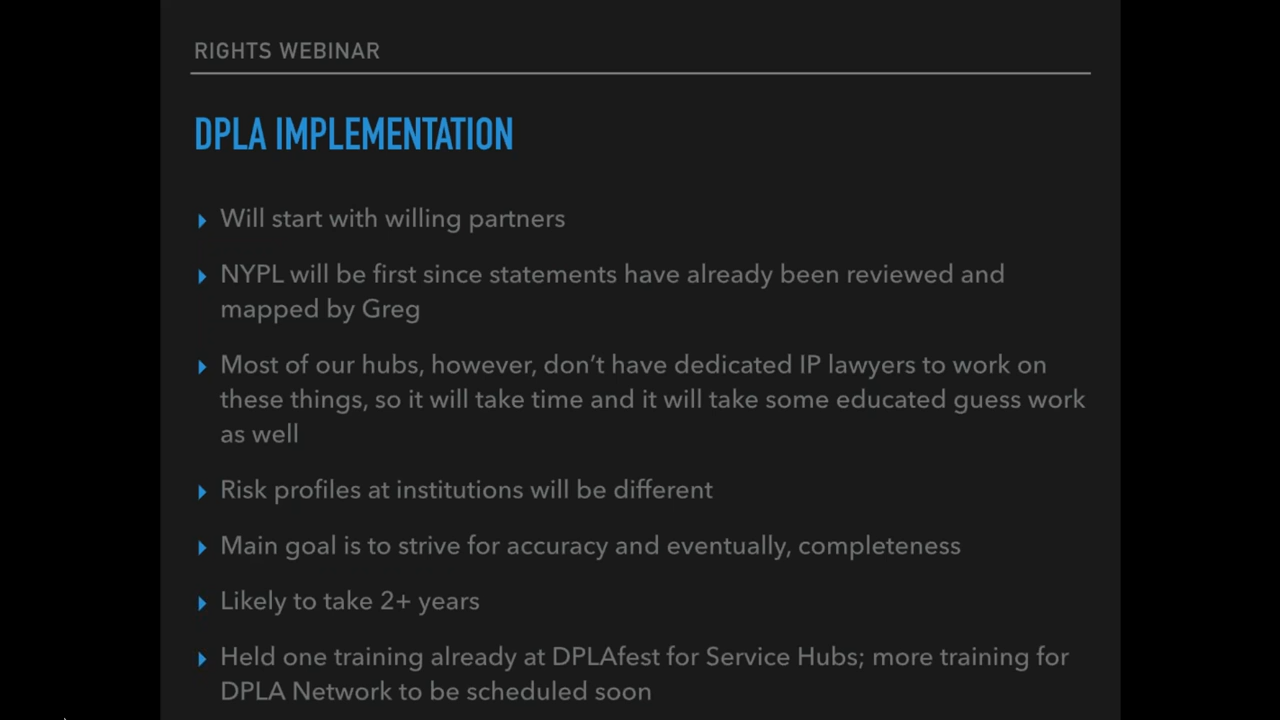 RIGHTS WEBINAR
DPLA IMPLEMENTATION
Will start with willing partners
NYPL will be first since statements have already been reviewed and
mapped by Greg
Most of our hubs, however, don’t have dedicated IP lawyers to work on
these things, so it will take time and it will take some educated guess work
as well
Risk profiles at institutions will be different
Main goal is to strive for accuracy and eventually, completeness
Likely to take 2+ years
Held one training already at DPLAfest for Service Hubs; more training for
DPLA Network to be scheduled soon